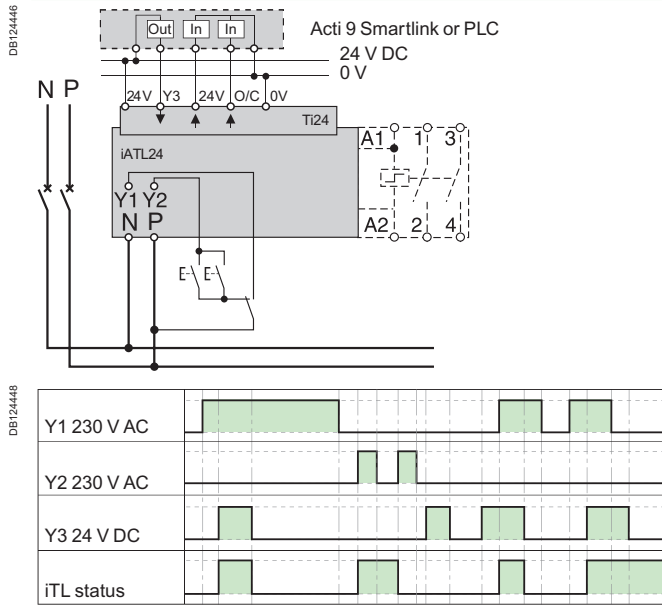 DB124446
Out In In
Acti 9 Smartlink or PLC
24 V DC
0 V
N P
24V Y3 24V O/C 0V
Ti24
iATL24
A1 1 3
Y1 Y2
N P
A2 2 4
E E
DB124448
Y1 230 V AC
Y2 230 V AC
Y3 24 V DC
iTL status